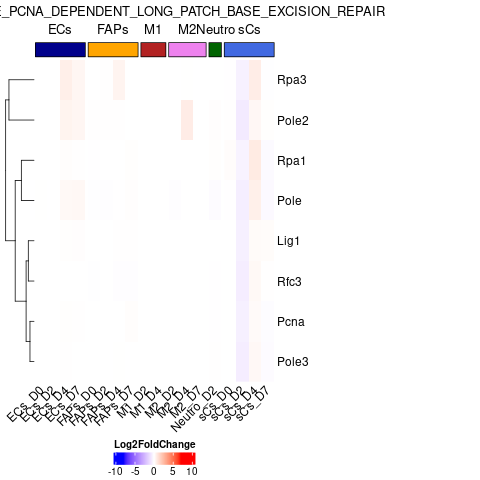 E_PCNA_DEPENDENT_LONG_PATCH_BASE_EXCISION_REPAIR
ECs FAPs M1 M2 Neutro sCs
Rpa3
Pole2
Rpa1
Pole
Lig1
Rfc3
Pcna
Pole3
ECs_D0 ECs_D2 ECs_D4 ECs_D7 FAPs_D0 FAPs_D2 FAPs_D4 FAPs_D7 M1_D2 M1_D4 M2_D2 M2_D4 M2_D7 Neutro_D2 sCs_D0 sCs_D2 sCs_D4 sCs_D7
Log2FoldChange
-10 -5 0 5 10